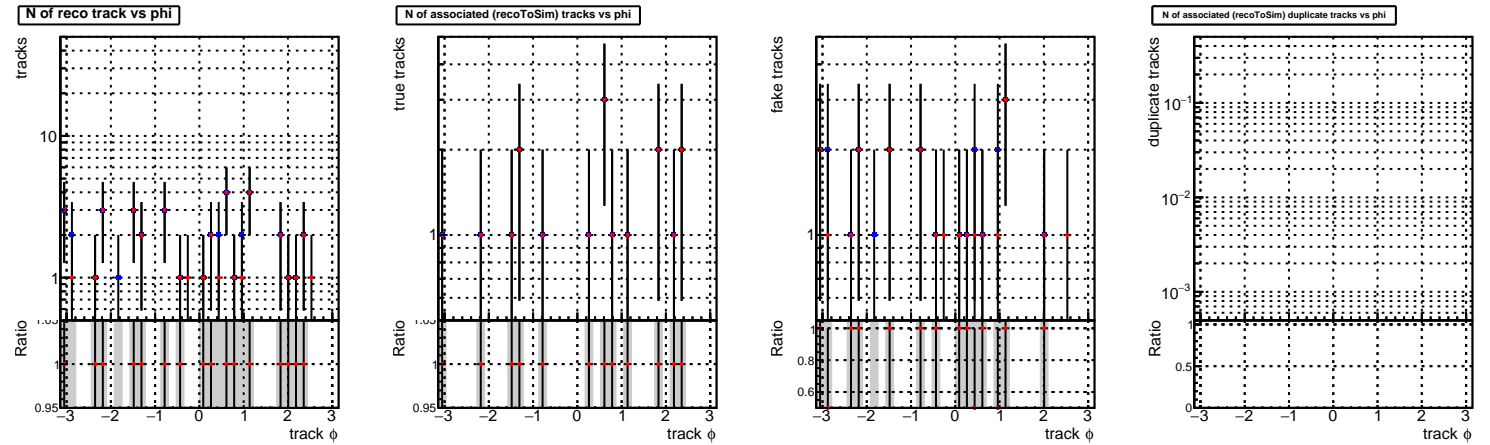 N of reco track vs phi
tracks
10
1
Ratio
1.05
1
0.95
−3 −2 −1 0 1 2 3
track ϕ
N of associated (recoToSim) tracks vs phi
true tracks
1
Ratio
1.05
1
0.95
−3 −2 −1 0 1 2 3
track ϕ
fake tracks
1
Ratio
1
0.8
0.6
−3 −2 −1 0 1 2 3
track ϕ
N of associated (recoToSim) duplicate tracks vs phi
duplicate tracks
10⁻¹
10⁻²
10⁻³
Ratio
1
0.5
0
−3 −2 −1 0 1 2 3
track ϕ